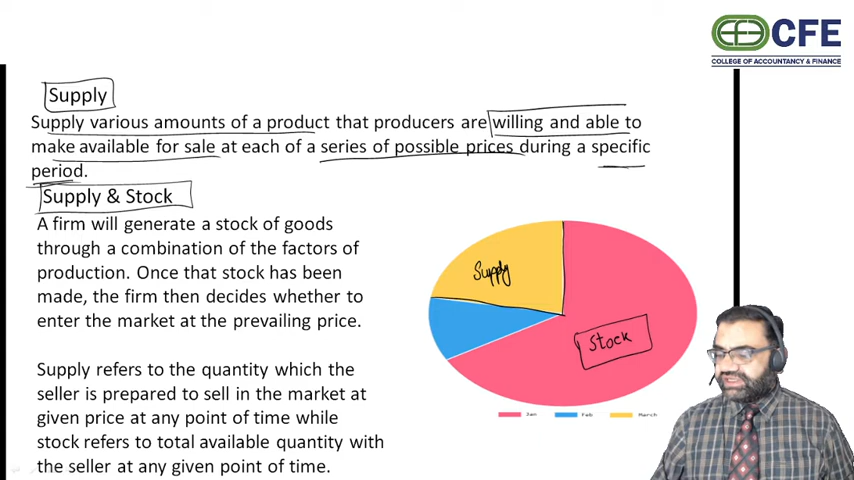 CFE
COLLEGE OF ACCOUNTANCY & FINANCE
Supply
Supply various amounts of a product that producers are willing and able to
make available for sale at each of a series of possible prices during a specific
period.
Supply & Stock
A firm will generate a stock of goods
through a combination of the factors of
production. Once that stock has been
made, the firm then decides whether to
enter the market at the prevailing price.
Supply refers to the quantity which the
seller is prepared to sell in the market at
given price at any point of time while
stock refers to total available quantity with
the seller at any given point of time.
Supply
Stock
Jan Feb March